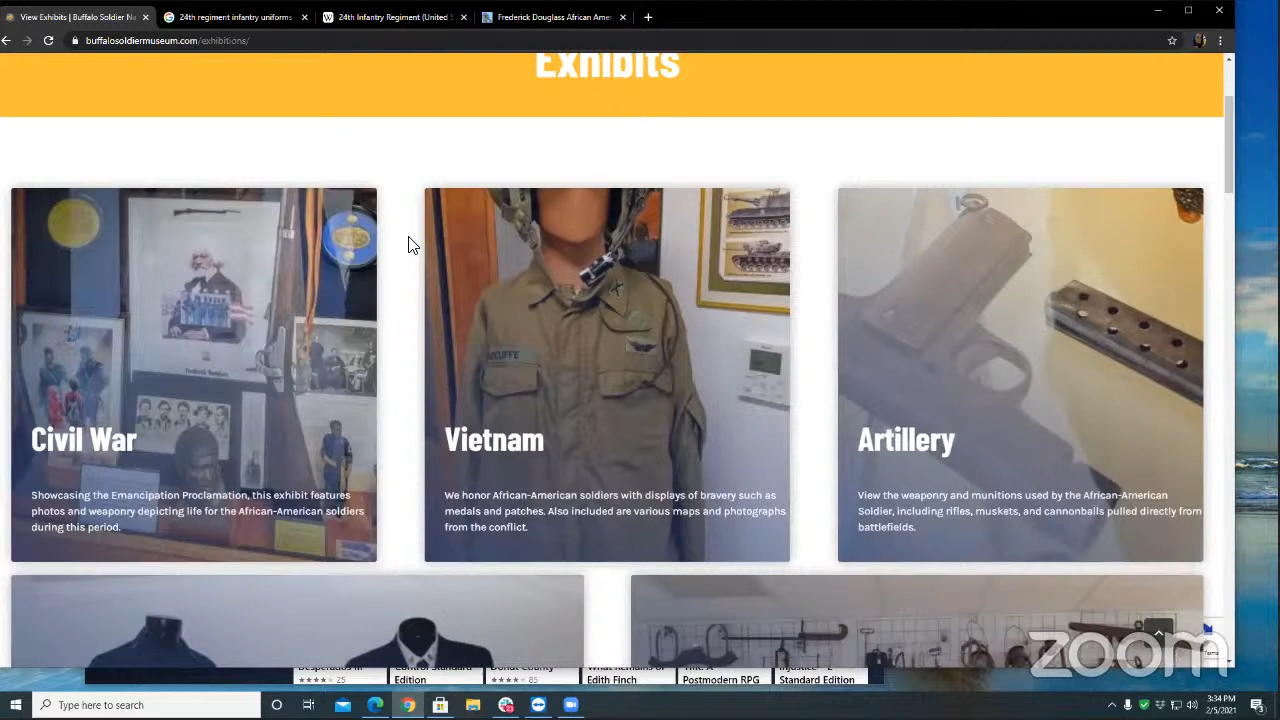 View Exhibits | Buffalo Soldier Na
24th regiment infantry uniforms
24th Infantry Regiment (United S
Frederick Douglass African Amer
buffalosoldiermuseum.com/exhibitions/
Exhibits
Civil War
Showcasing the Emancipation Proclamation, this exhibit features
photos and weaponry depicting life for the African-American soldiers
during this period.
Vietnam
We honor African-American soldiers with displays of bravery such as
medals and patches. Also included are various maps and photographs
from the conflict.
Artillery
View the weaponry and munitions used by the African-American
Soldier, including rifles, muskets, and cannonballs pulled directly from
battlefields.
Terms
zoom
Edition
25
Donut County
85
What Remains of
Edith Finch
Postmodern RPG
Standard Edition
Type here to search
3:34 PM
2/5/2021